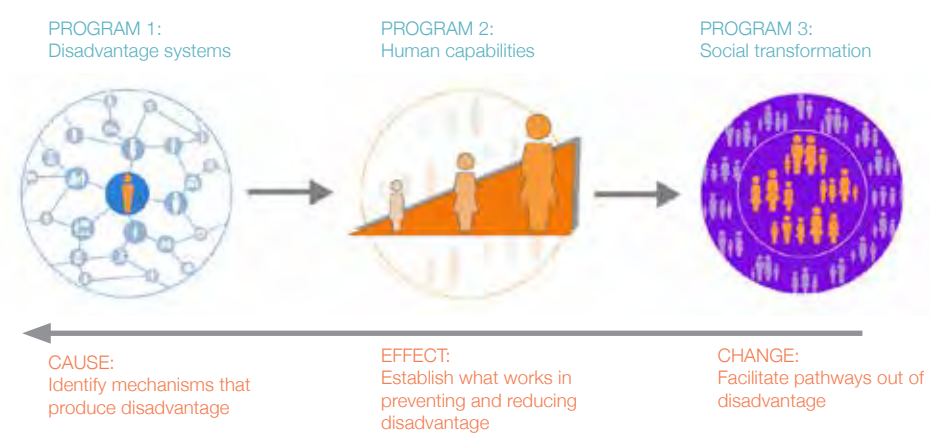 PROGRAM 1:
Disadvantage systems
PROGRAM 2:
Human capabilities
PROGRAM 3:
Social transformation
CAUSE:
Identify mechanisms that
produce disadvantage
EFFECT:
Establish what works in
preventing and reducing
disadvantage
CHANGE:
Facilitate pathways out of
disadvantage